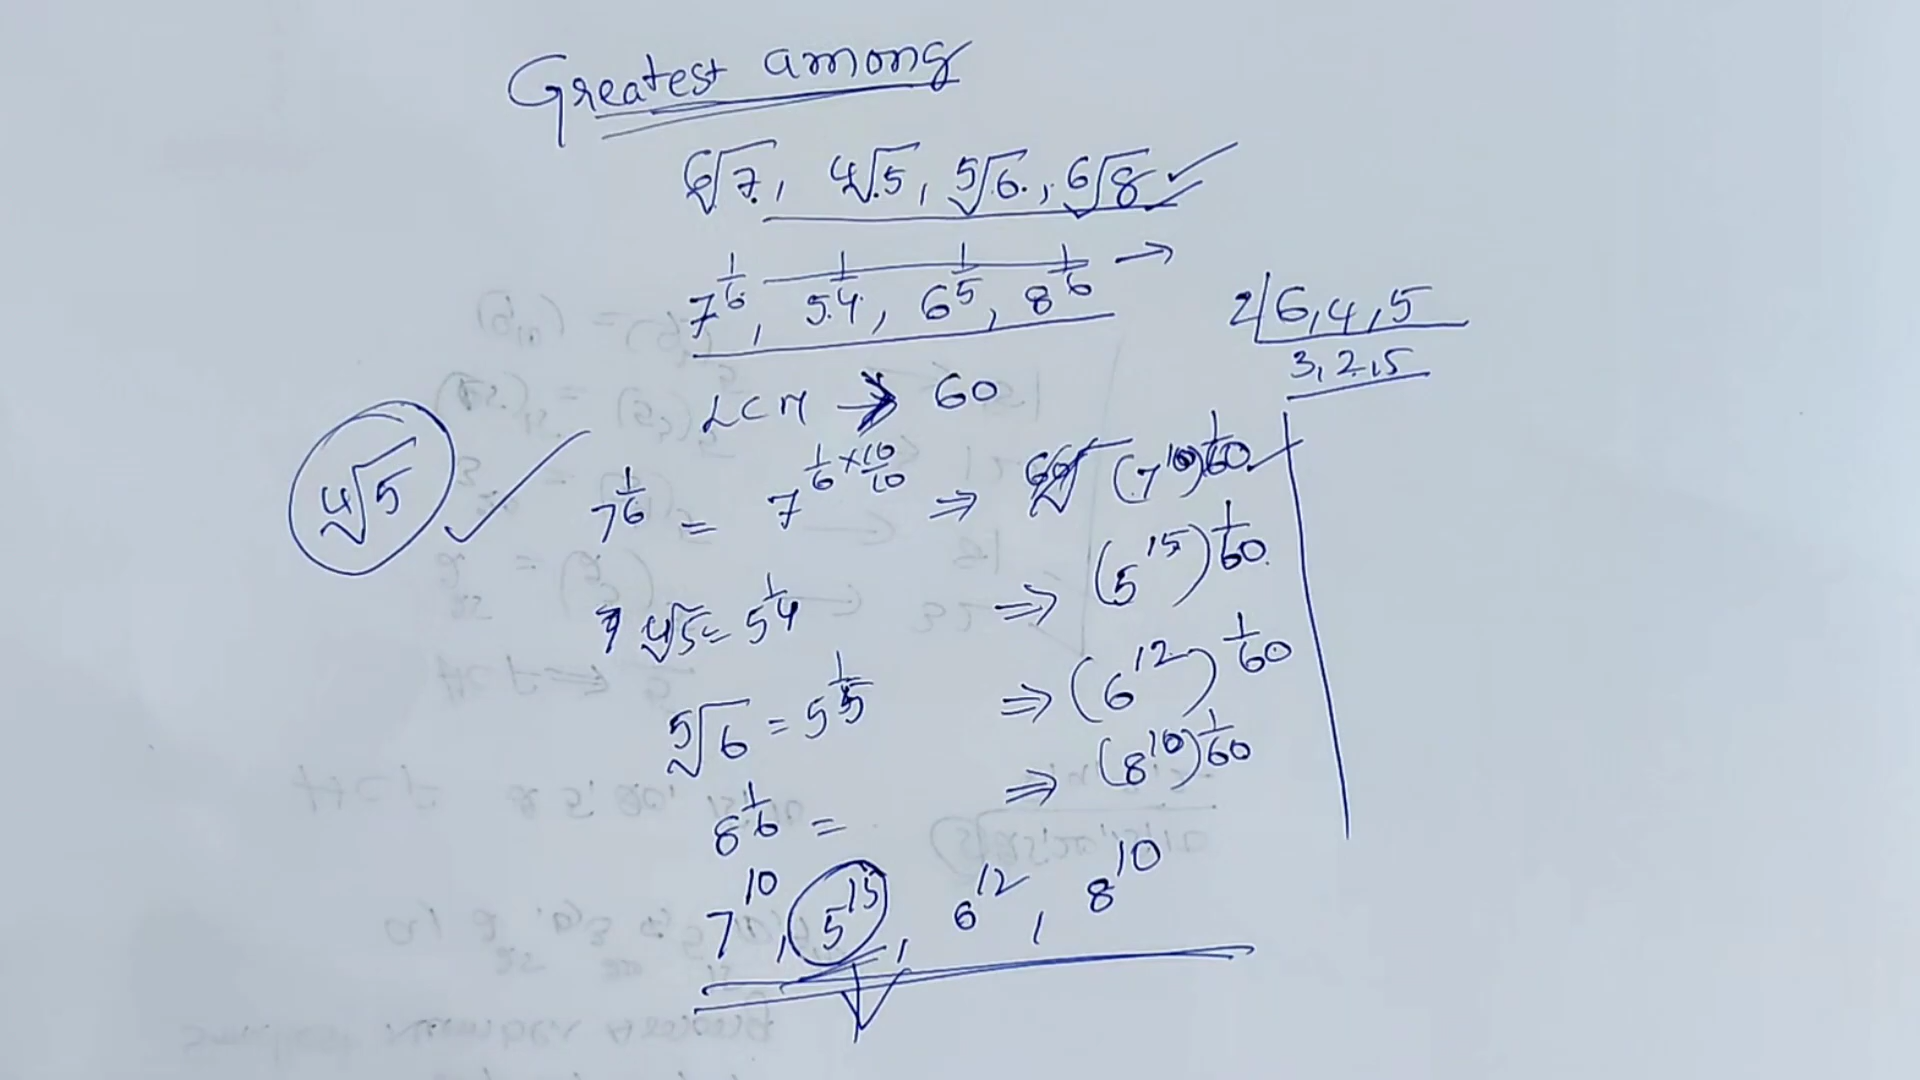 Greatest among
⁶√7, ⁴√5, ⁵√6, ⁶√8 ✓
7^(1/6), 5^(1/4), 6^(1/5), 8^(1/6) →
2|6,4,5
3,2,5
LCM → 60
⁴√5 ✓
7^(1/6) = 7^(1/6 × 10/10) ⇒ (7^10)^(1/60)
⁴√5 = 5^(1/4) ⇒ (5^15)^(1/60)
⁵√6 = 5^(1/5) ⇒ (6^12)^(1/60)
8^(1/6) = ⇒ (8^10)^(1/60)
7^10, 5^15, 6^12, 8^10